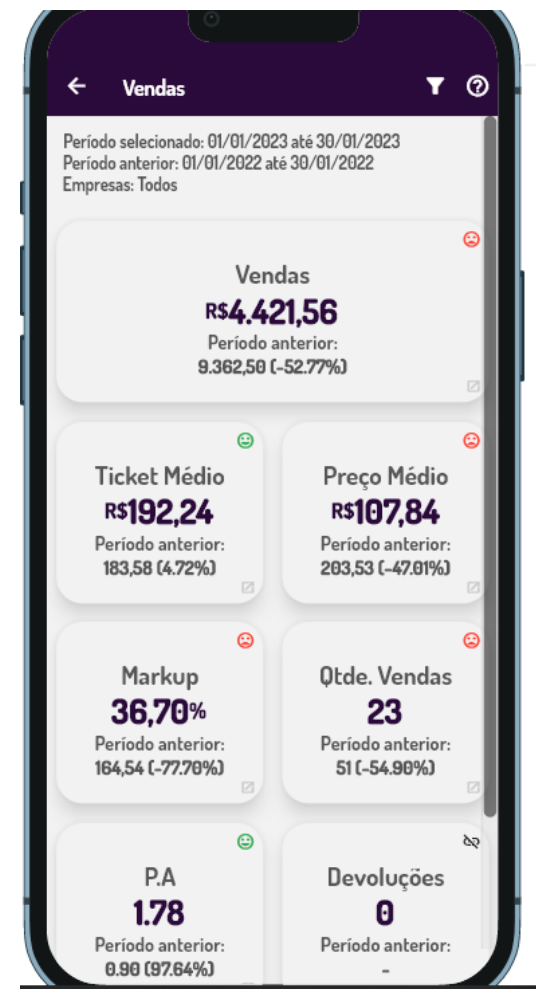 Vendas
Período selecionado: 01/01/2023 até 30/01/2023
Período anterior: 01/01/2022 até 30/01/2022
Empresas: Todos
Vendas
R$4.421,56
Período anterior:
9.362,50 (-52.77%)
Ticket Médio
R$192,24
Período anterior:
183,58 (4.72%)
Preço Médio
R$107,84
Período anterior:
203,53 (-47.01%)
Markup
36,70%
Período anterior:
164,54 (-77.70%)
Qtde. Vendas
23
Período anterior:
51 (-54.90%)
P.A
1.78
Período anterior:
0.90 (97.64%)
Devoluções
0
Período anterior:
-